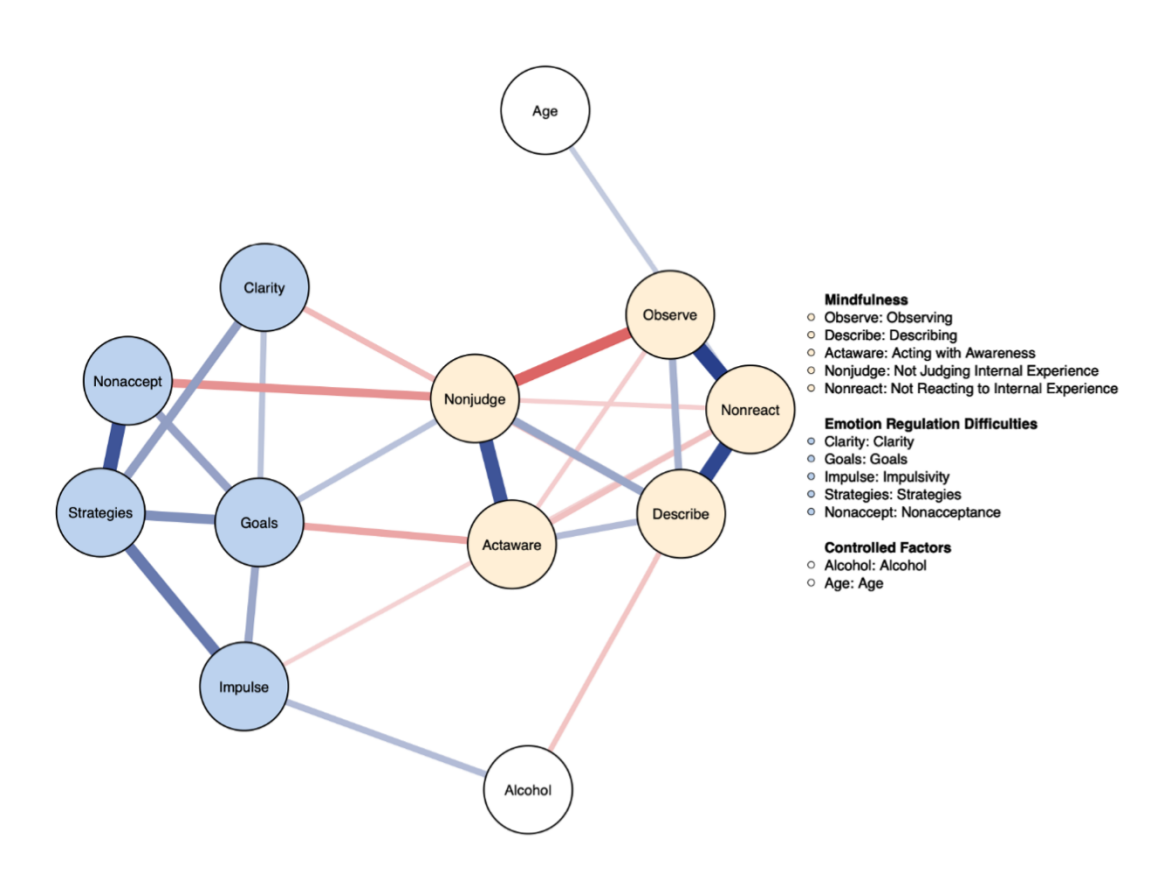 Age
Clarity
Observe
Nonaccept
Nonjudge
Nonreact
Strategies
Goals
Describe
Actaware
Impulse
Alcohol
Mindfulness
Observe: Observing
Describe: Describing
Actaware: Acting with Awareness
Nonjudge: Not Judging Internal Experience
Nonreact: Not Reacting to Internal Experience
Emotion Regulation Difficulties
Clarity: Clarity
Goals: Goals
Impulse: Impulsivity
Strategies: Strategies
Nonaccept: Nonacceptance
Controlled Factors
Alcohol: Alcohol
Age: Age